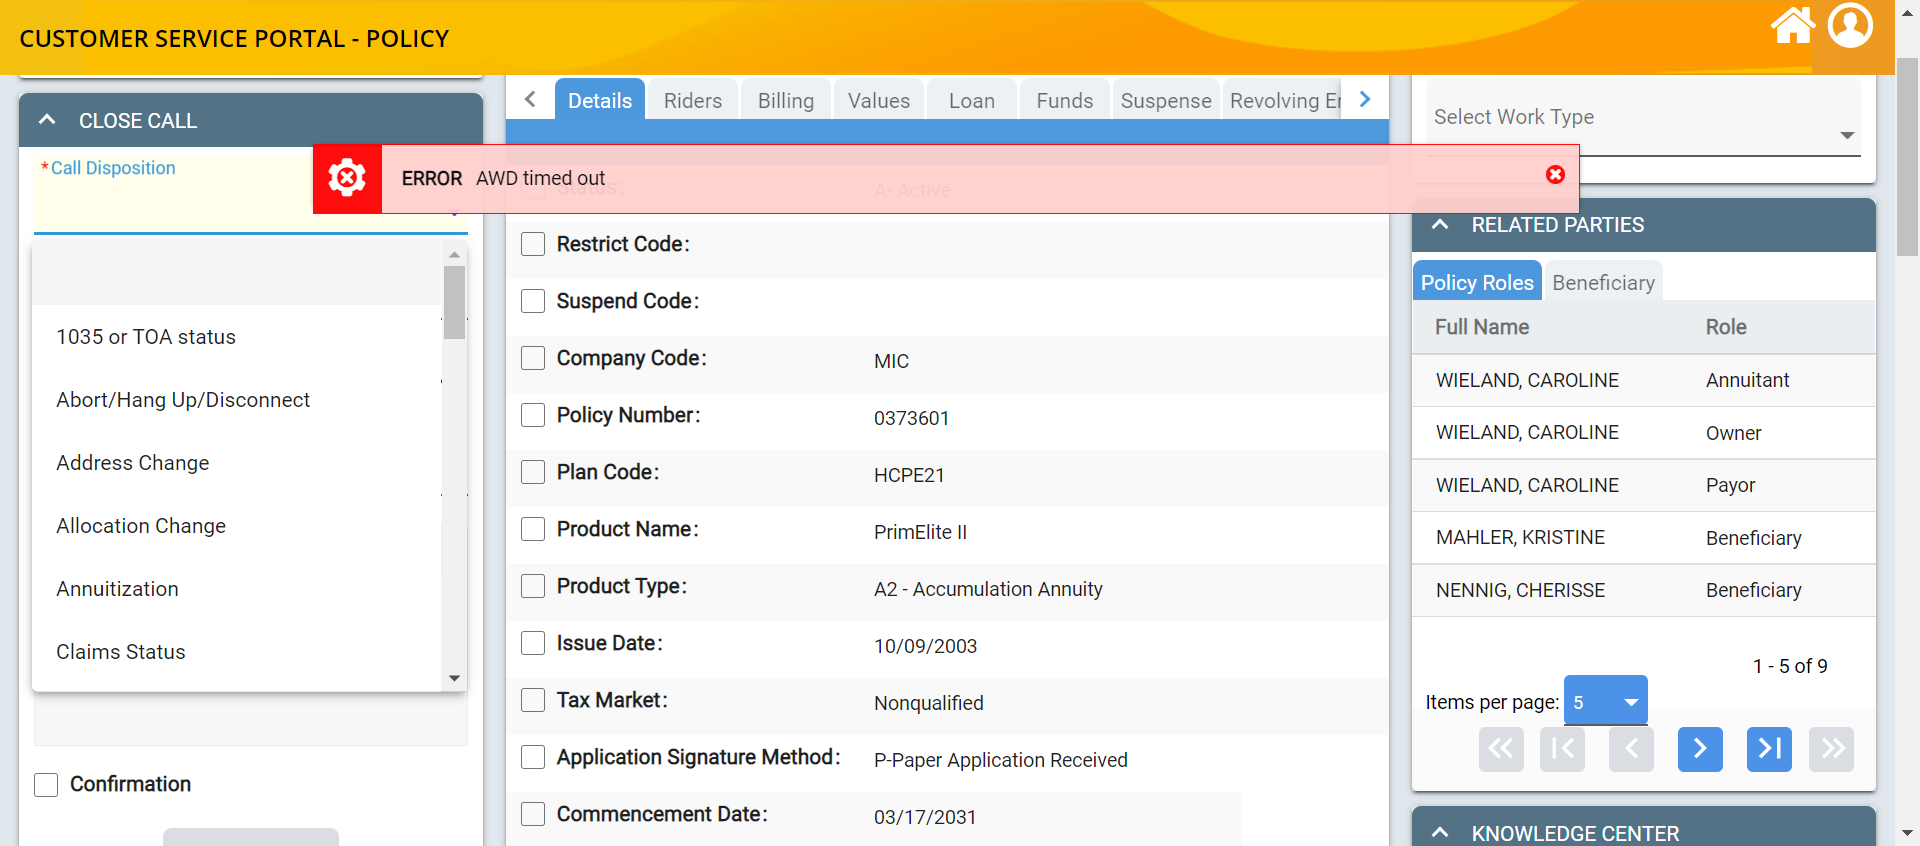 CUSTOMER SERVICE PORTAL - POLICY
CLOSE CALL
*Call Disposition
1035 or TOA status
Abort/Hang Up/Disconnect
Address Change
Allocation Change
Annuitization
Claims Status
Confirmation
Details Riders Billing Values Loan Funds Suspense Revolving Er
ERROR AWD timed out
Status: A- Active
Restrict Code:
Suspend Code:
Company Code: MIC
Policy Number: 0373601
Plan Code: HCPE21
Product Name: PrimElite II
Product Type: A2 - Accumulation Annuity
Issue Date: 10/09/2003
Tax Market: Nonqualified
Application Signature Method: P-Paper Application Received
Commencement Date: 03/17/2031
Select Work Type
RELATED PARTIES
Policy Roles Beneficiary
Full Name Role
WIELAND, CAROLINE Annuitant
WIELAND, CAROLINE Owner
WIELAND, CAROLINE Payor
MAHLER, KRISTINE Beneficiary
NENNIG, CHERISSE Beneficiary
1 - 5 of 9
Items per page: 5
KNOWLEDGE CENTER